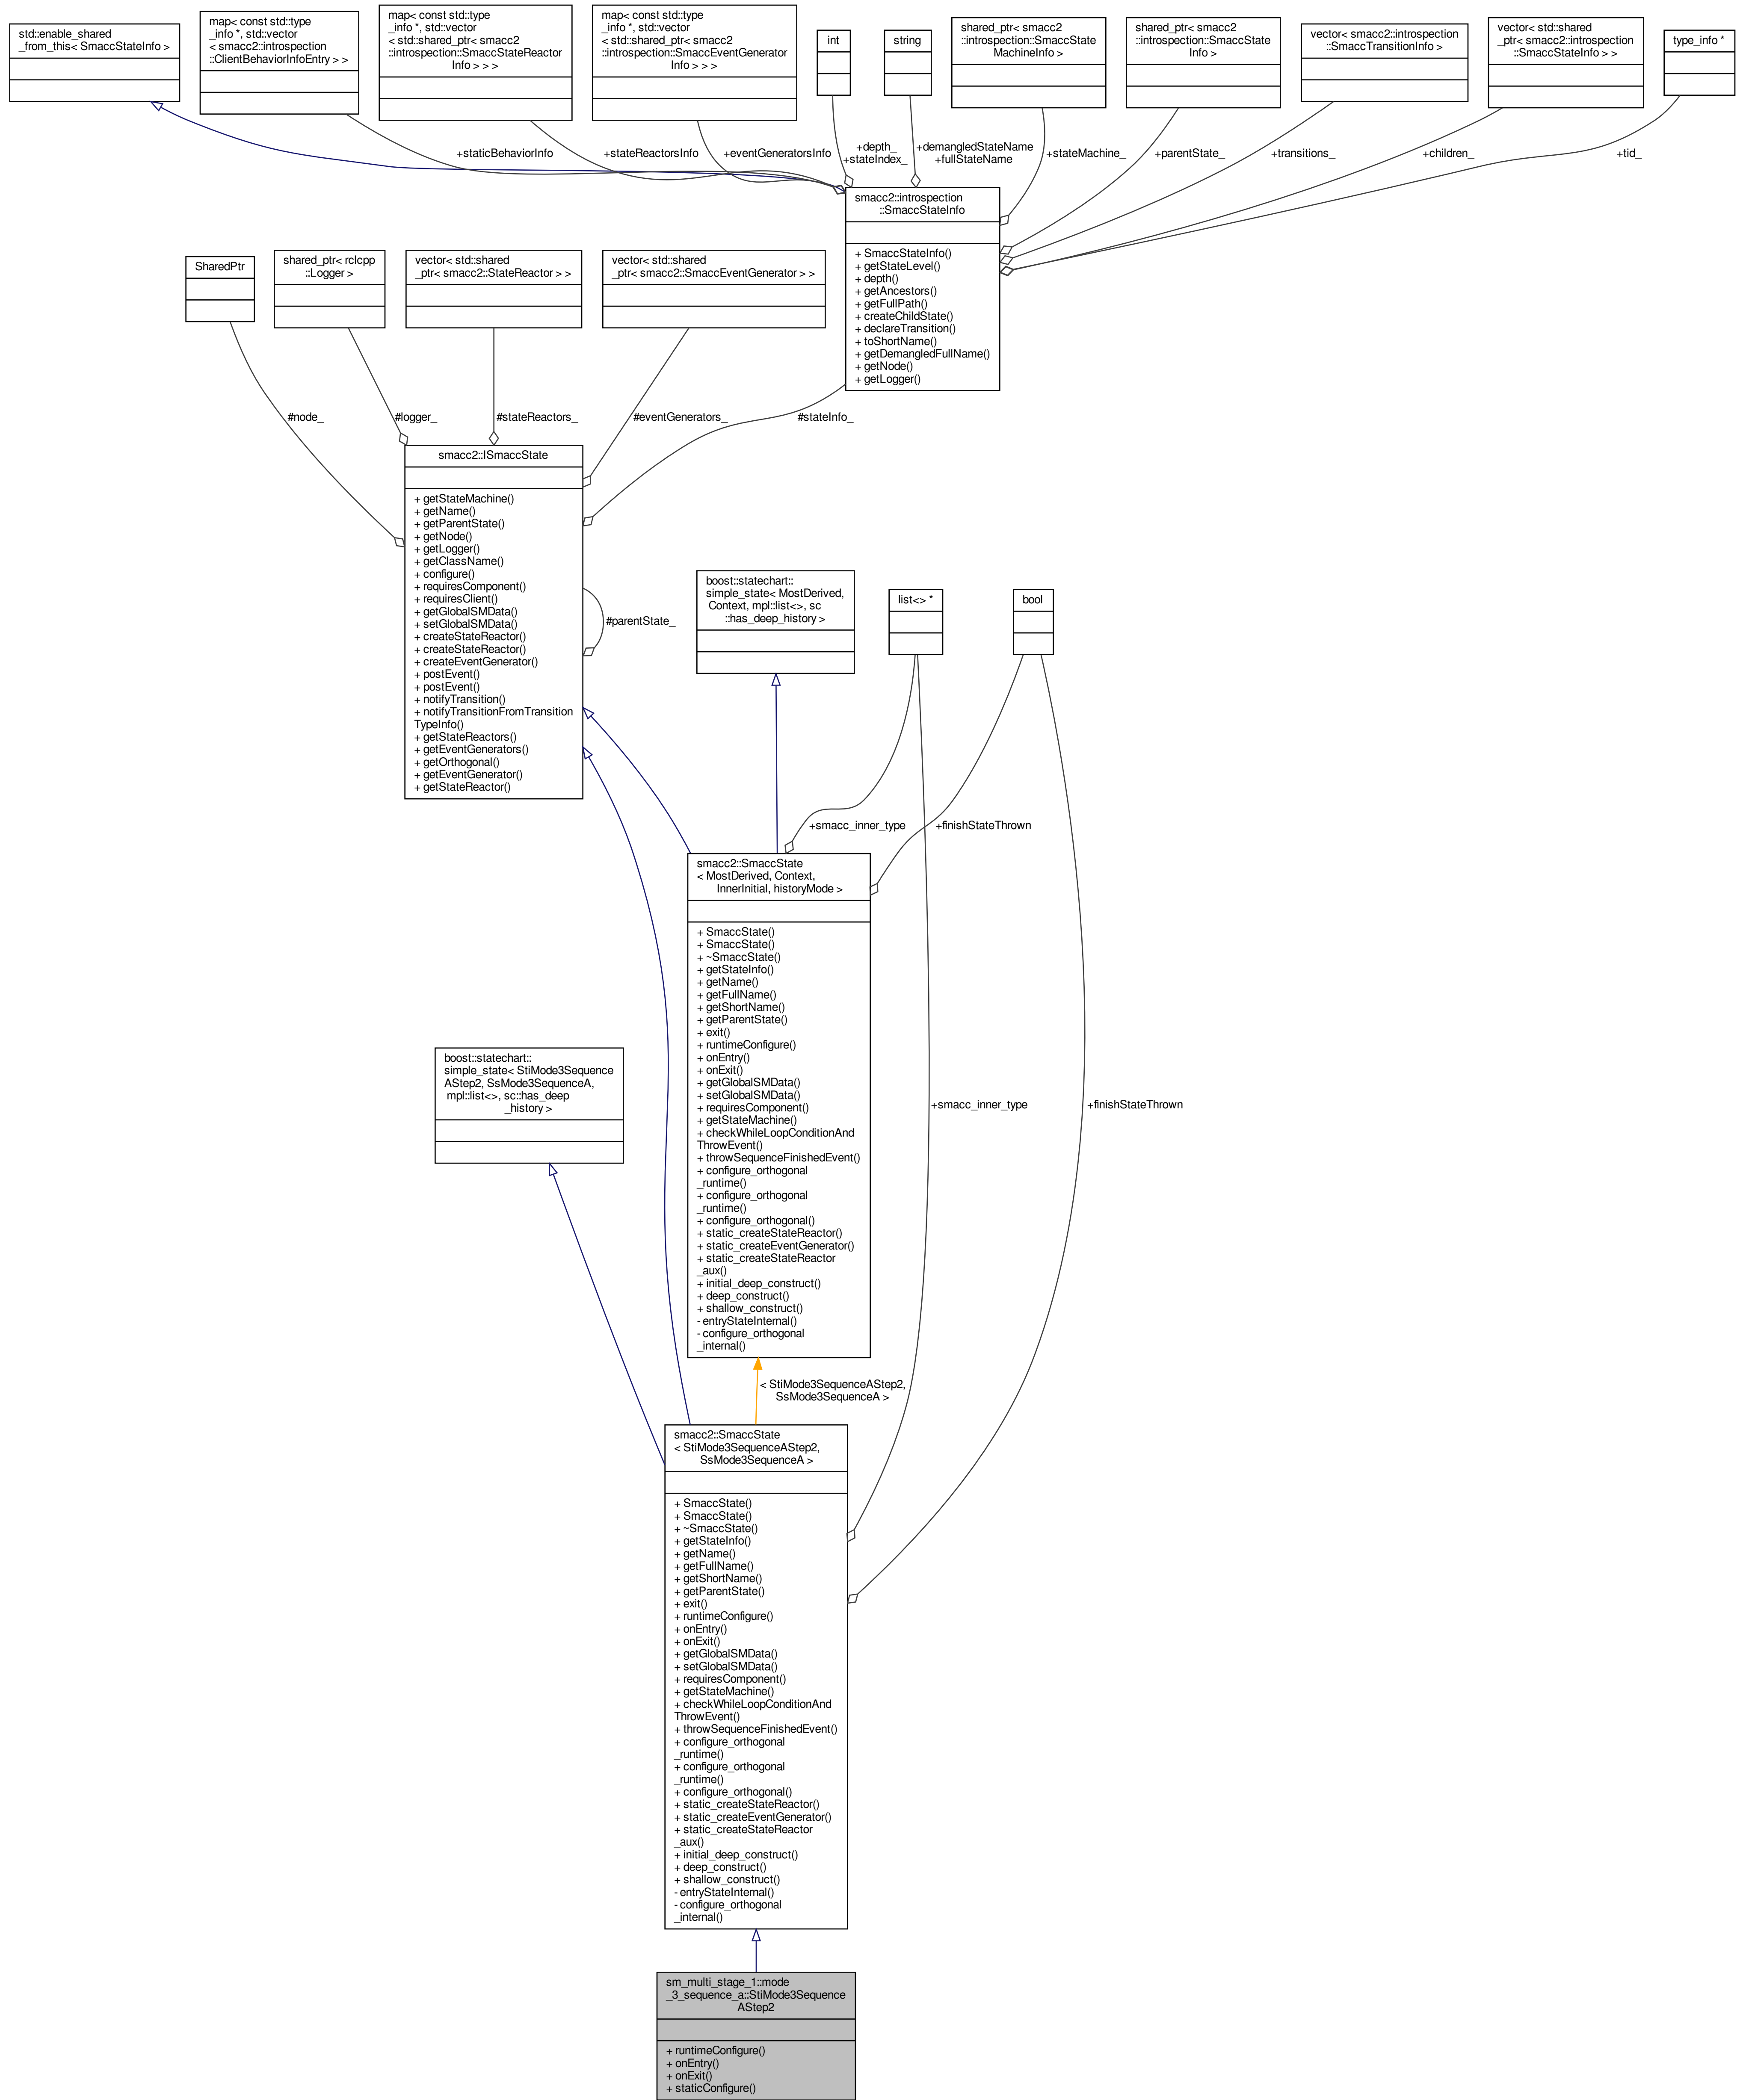 std::enable_shared
_from_this< SmaccStateInfo >
map< const std::type
_info *, std::vector
< smacc2::introspection
::ClientBehaviorInfoEntry > >
map< const std::type
_info *, std::vector
< std::shared_ptr< smacc2
::introspection::SmaccStateReactor
Info > > >
map< const std::type
_info *, std::vector
< std::shared_ptr< smacc2
::introspection::SmaccEventGenerator
Info > > >
int
string
shared_ptr< smacc2
::introspection::SmaccState
MachineInfo >
shared_ptr< smacc2
::introspection::SmaccState
Info >
vector< smacc2::introspection
::SmaccTransitionInfo >
vector< std::shared
_ptr< smacc2::introspection
::SmaccStateInfo > >
type_info *
+staticBehaviorInfo
+stateReactorsInfo
+eventGeneratorsInfo
+depth_
+stateIndex_
+demangledStateName
+fullStateName
+stateMachine_
+parentState_
+transitions_
+children_
+tid_
smacc2::introspection
::SmaccStateInfo
+ SmaccStateInfo()
+ getStateLevel()
+ depth()
+ getAncestors()
+ getFullPath()
+ createChildState()
+ declareTransition()
+ toShortName()
+ getDemangledFullName()
+ getNode()
+ getLogger()
SharedPtr
shared_ptr< rclcpp
::Logger >
vector< std::shared
_ptr< smacc2::StateReactor > >
vector< std::shared
_ptr< smacc2::SmaccEventGenerator > >
#node_
#logger_
#stateReactors_
#eventGenerators_
#stateInfo_
smacc2::ISmaccState
+ getStateMachine()
+ getName()
+ getParentState()
+ getNode()
+ getLogger()
+ getClassName()
+ configure()
+ requiresComponent()
+ requiresClient()
+ getGlobalSMData()
+ setGlobalSMData()
+ createStateReactor()
+ createStateReactor()
+ createEventGenerator()
+ postEvent()
+ postEvent()
+ notifyTransition()
+ notifyTransitionFromTransition
TypeInfo()
+ getStateReactors()
+ getEventGenerators()
+ getOrthogonal()
+ getEventGenerator()
+ getStateReactor()
#parentState_
boost::statechart::
simple_state< MostDerived,
Context, mpl::list<>, sc
::has_deep_history >
list<> *
bool
+smacc_inner_type
+finishStateThrown
smacc2::SmaccState
< MostDerived, Context,
InnerInitial, historyMode >
+ SmaccState()
+ SmaccState()
+ ~SmaccState()
+ getStateInfo()
+ getName()
+ getFullName()
+ getShortName()
+ getParentState()
+ exit()
+ runtimeConfigure()
+ onEntry()
+ onExit()
+ getGlobalSMData()
+ setGlobalSMData()
+ requiresComponent()
+ getStateMachine()
+ checkWhileLoopConditionAnd
ThrowEvent()
+ throwSequenceFinishedEvent()
+ configure_orthogonal
_runtime()
+ configure_orthogonal
_runtime()
+ configure_orthogonal()
+ static_createStateReactor()
+ static_createEventGenerator()
+ static_createStateReactor
_aux()
+ initial_deep_construct()
+ deep_construct()
+ shallow_construct()
- entryStateInternal()
- configure_orthogonal
_internal()
boost::statechart::
simple_state< StiMode3Sequence
AStep2, SsMode3SequenceA,
mpl::list<>, sc::has_deep
_history >
+smacc_inner_type
+finishStateThrown
< StiMode3SequenceAStep2,
SsMode3SequenceA >
smacc2::SmaccState
< StiMode3SequenceAStep2,
SsMode3SequenceA >
+ SmaccState()
+ SmaccState()
+ ~SmaccState()
+ getStateInfo()
+ getName()
+ getFullName()
+ getShortName()
+ getParentState()
+ exit()
+ runtimeConfigure()
+ onEntry()
+ onExit()
+ getGlobalSMData()
+ setGlobalSMData()
+ requiresComponent()
+ getStateMachine()
+ checkWhileLoopConditionAnd
ThrowEvent()
+ throwSequenceFinishedEvent()
+ configure_orthogonal
_runtime()
+ configure_orthogonal
_runtime()
+ configure_orthogonal()
+ static_createStateReactor()
+ static_createEventGenerator()
+ static_createStateReactor
_aux()
+ initial_deep_construct()
+ deep_construct()
+ shallow_construct()
- entryStateInternal()
- configure_orthogonal
_internal()
sm_multi_stage_1::mode
_3_sequence_a::StiMode3Sequence
AStep2
+ runtimeConfigure()
+ onEntry()
+ onExit()
+ staticConfigure()